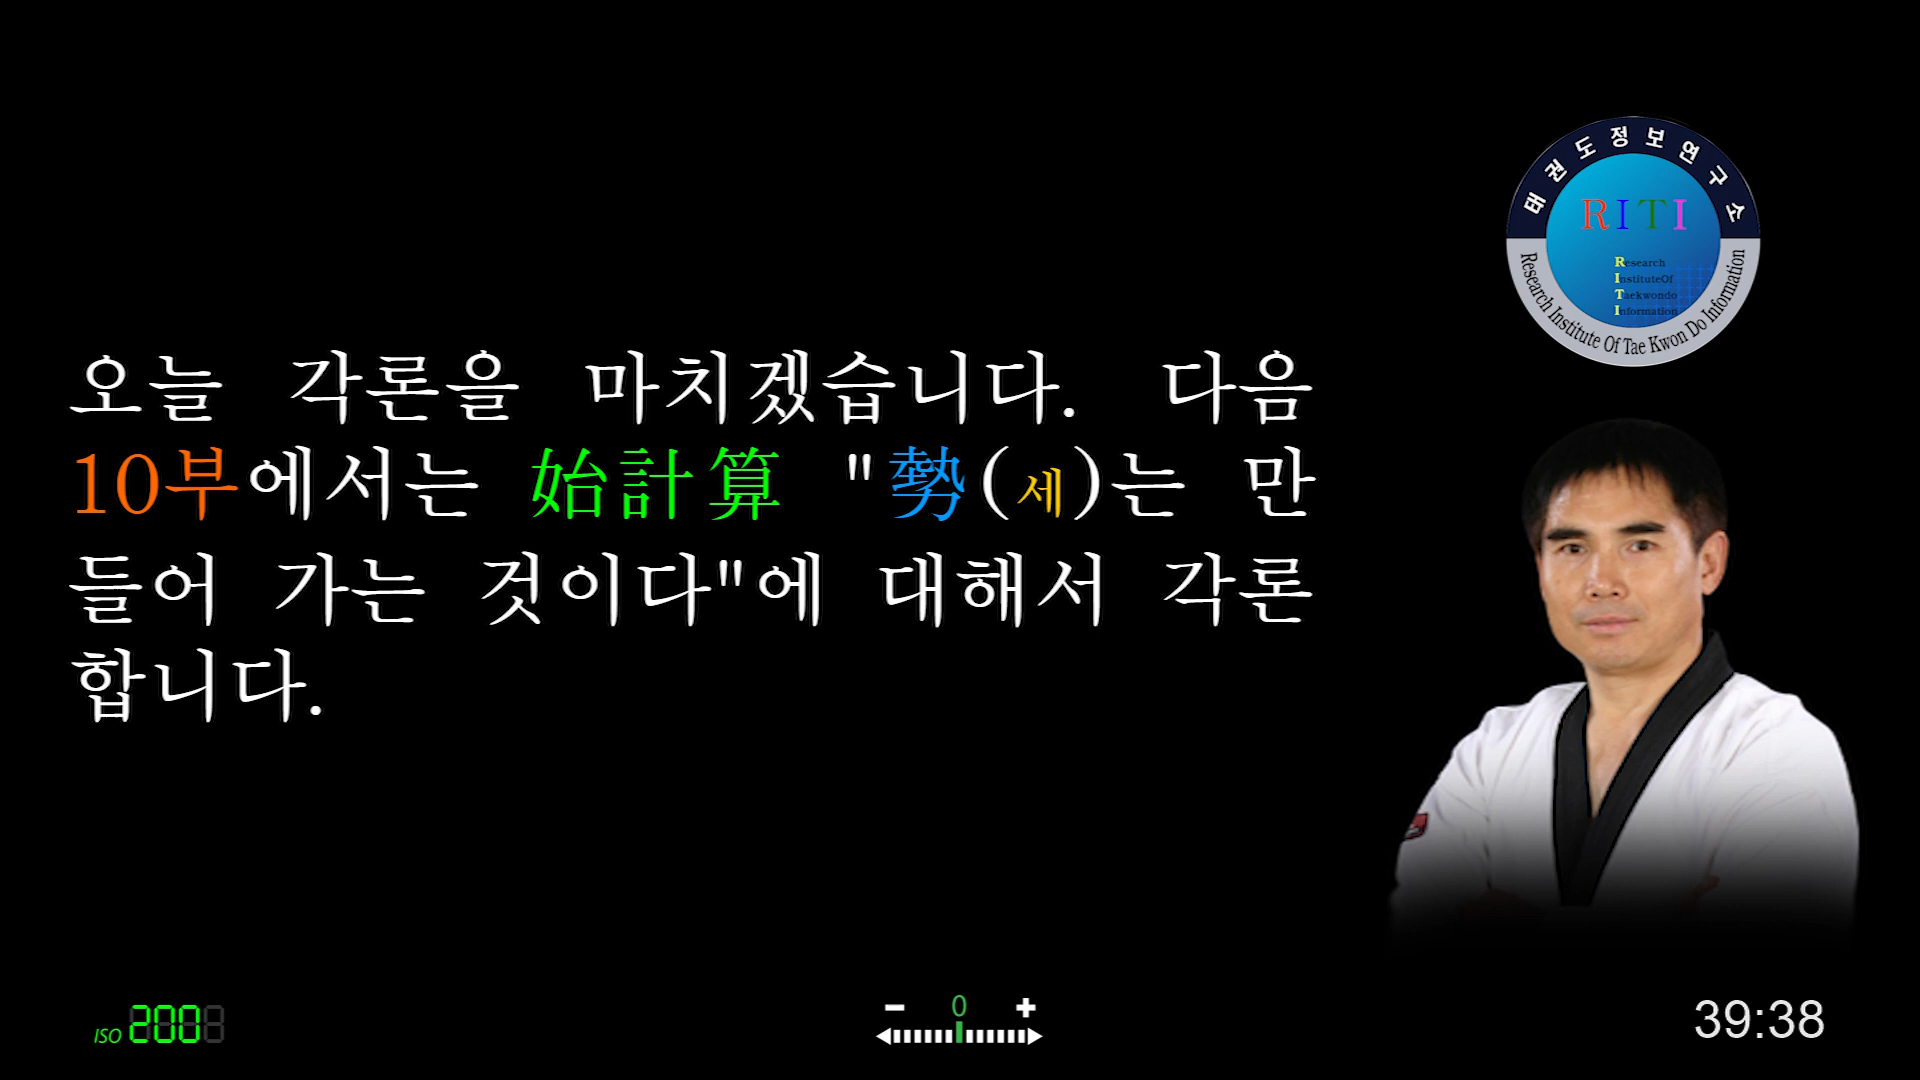 태권도정보연구소
RITI
Research
InstituteOf
Taekwondo
Information
Research Institute Of Tae Kwon Do Information
오늘 각론을 마치겠습니다. 다음
10부에서는 始計算 "勢(세)는 만
들어 가는 것이다"에 대해서 각론
합니다.
ISO 200
- 0 +
39:38